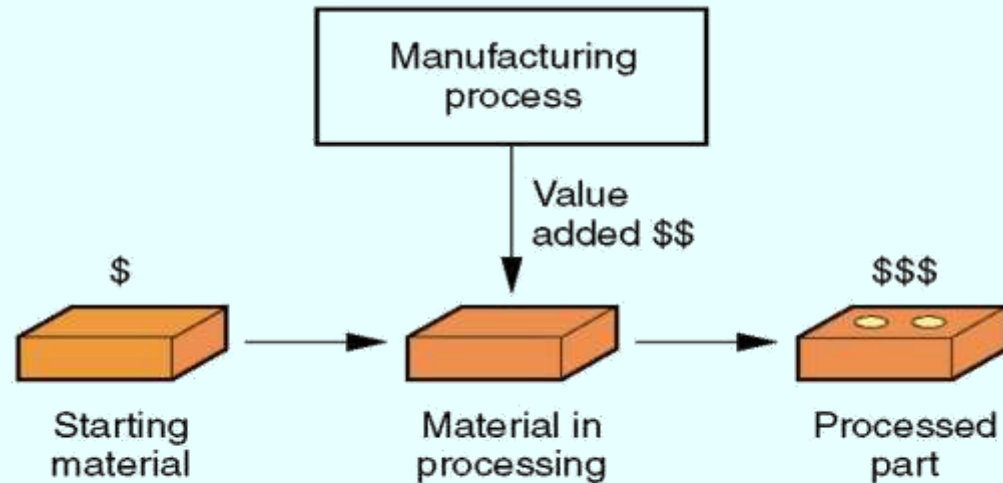 Manufacturing
process
Value
added $$
$
$$$
Starting
material
Material in
processing
Processed
part